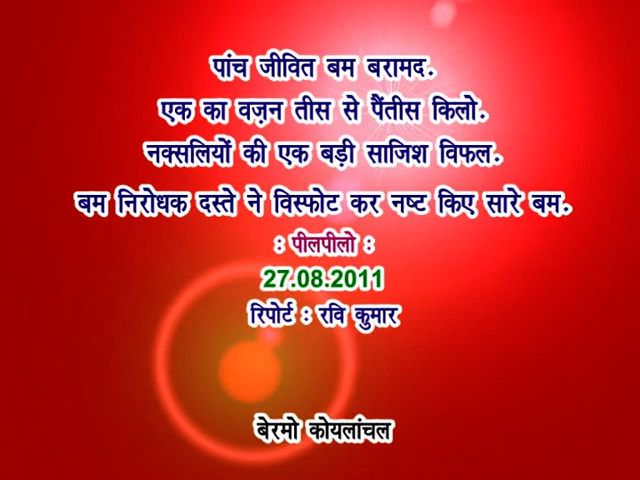 पांच जीवित बम बरामद.
एक का वज़न तीस से पैंतीस किलो.
नक्सलियों की एक बड़ी साजिश विफल.
बम निरोधक दस्ते ने विस्फोट कर नष्ट किए सारे बम.
: पीलपीलो :
27.08.2011
रिपोर्ट : रवि कुमार
बेरमो कोयलांचल